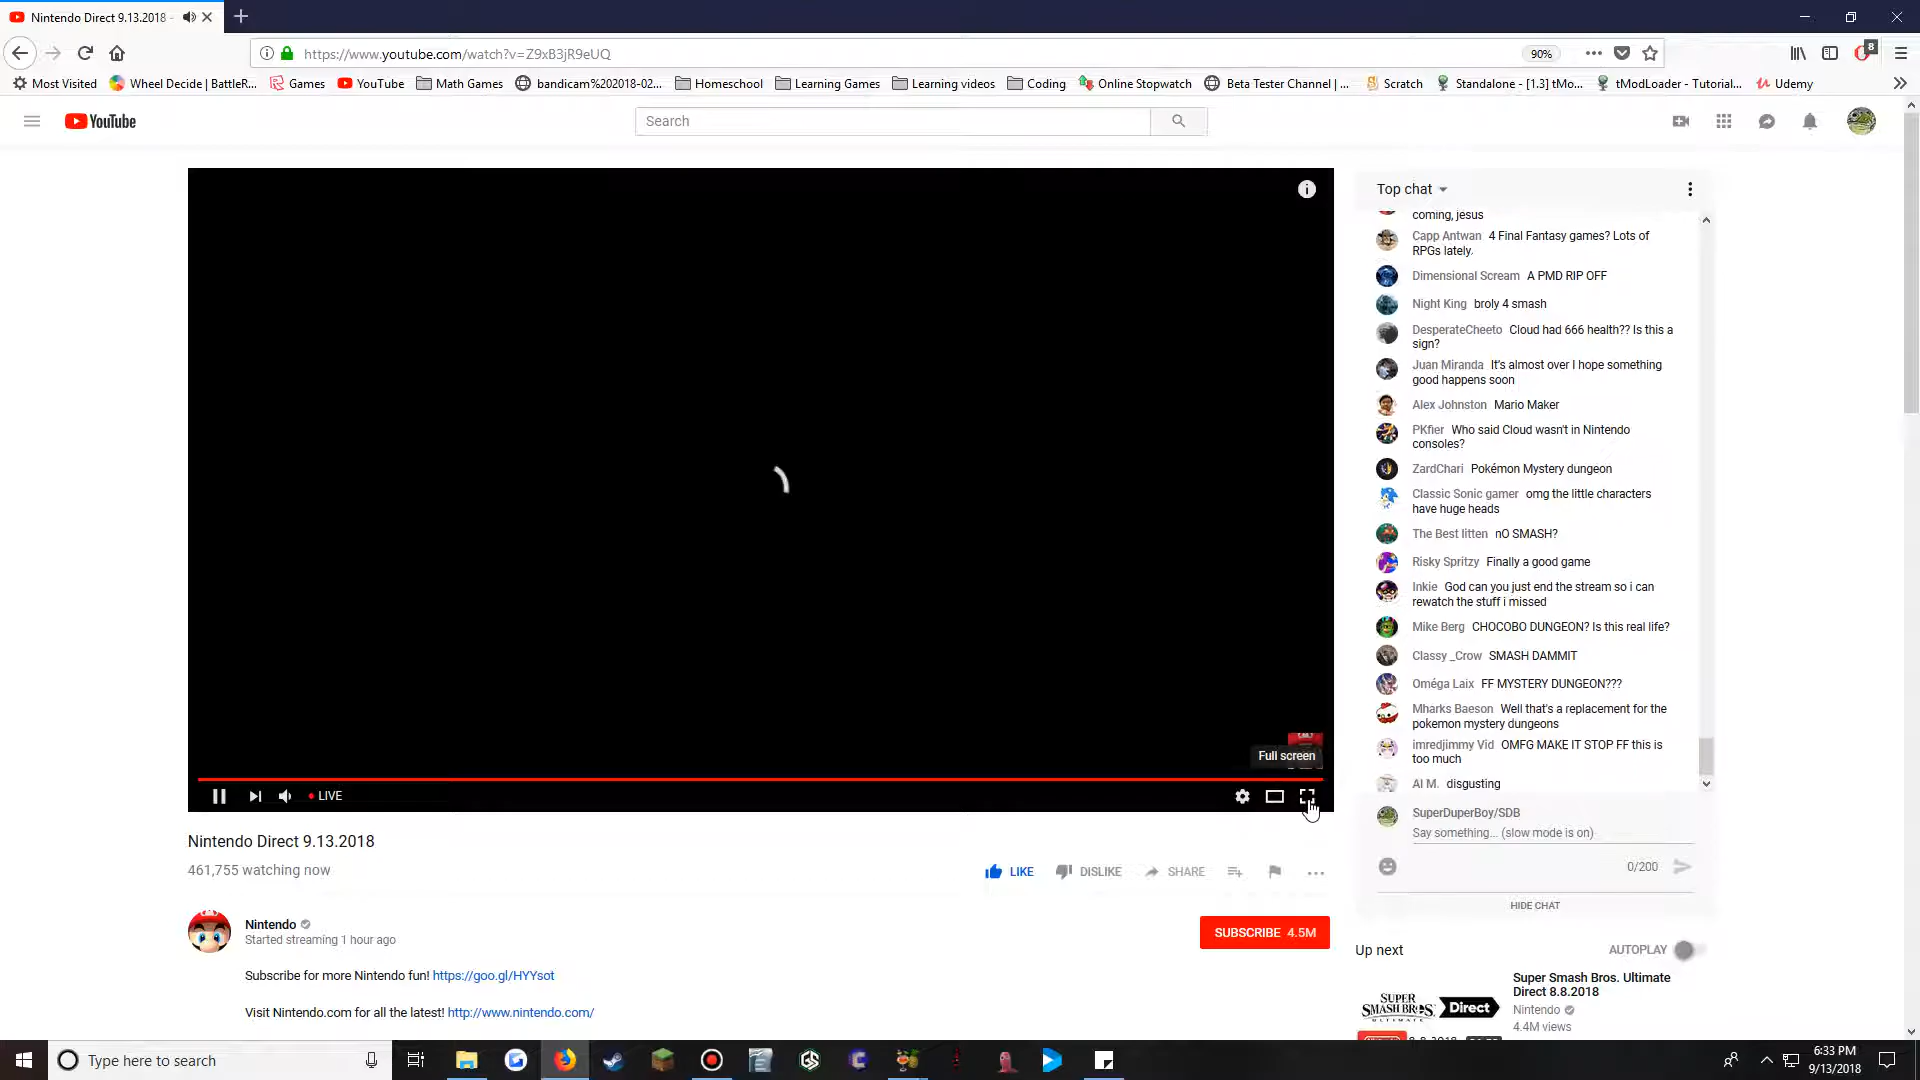 Nintendo Direct 9.13.2018 -
https://www.youtube.com/watch?v=Z9xB3jR9eUQ
90%
8
Most Visited
Wheel Decide | BattleR...
Games
YouTube
Math Games
bandicam%202018-02...
Homeschool
Learning Games
Learning videos
Coding
Online Stopwatch
Beta Tester Channel | ...
Scratch
Standalone - [1.3] tMo...
tModLoader - Tutorial...
Udemy
YouTube
Search
Top chat
coming, jesus
Capp Antwan 4 Final Fantasy games? Lots of
RPGs lately.
Dimensional Scream A PMD RIP OFF
Night King broly 4 smash
DesperateCheeto Cloud had 666 health?? Is this a
sign?
Juan Miranda It's almost over I hope something
good happens soon
Alex Johnston Mario Maker
PKfier Who said Cloud wasn't in Nintendo
consoles?
ZardChari Pokémon Mystery dungeon
Classic Sonic gamer omg the little characters
have huge heads
The Best litten nO SMASH?
Risky Spritzy Finally a good game
Inkie God can you just end the stream so i can
rewatch the stuff i missed
Mike Berg CHOCOBO DUNGEON? Is this real life?
Classy _Crow SMASH DAMMIT
Oméga Laix FF MYSTERY DUNGEON???
Mharks Baeson Well that's a replacement for the
pokemon mystery dungeons
imredjimmy Vid OMFG MAKE IT STOP FF this is
too much
Al M. disgusting
SuperDuperBoy/SDB
Say something... (slow mode is on)
0/200
HIDE CHAT
Full screen
LIVE
Nintendo Direct 9.13.2018
461,755 watching now
LIKE
DISLIKE
SHARE
Nintendo
Started streaming 1 hour ago
SUBSCRIBE 4.5M
Subscribe for more Nintendo fun! https://goo.gl/HYYsot
Visit Nintendo.com for all the latest! http://www.nintendo.com/
Up next
AUTOPLAY
SUPER
SMASH BROS.
ULTIMATE
Direct
Super Smash Bros. Ultimate
Direct 8.8.2018
Nintendo
4.4M views
Type here to search
6:33 PM
9/13/2018